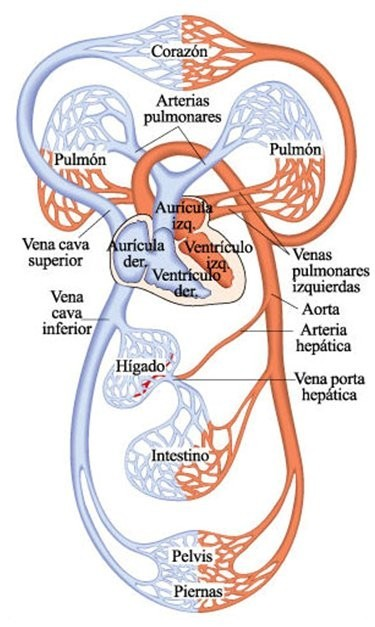 Corazón
Arterias
pulmonares
Pulmón
Pulmón
Aurícula
izq.
Vena cava
superior
Aurícula
der.
Ventrículo
izq.
Ventrículo
der.
Venas
pulmonares
izquierdas
Vena
cava
inferior
Aorta
Arteria
hepática
Hígado
Vena porta
hepática
Intestino
Pelvis
Piernas